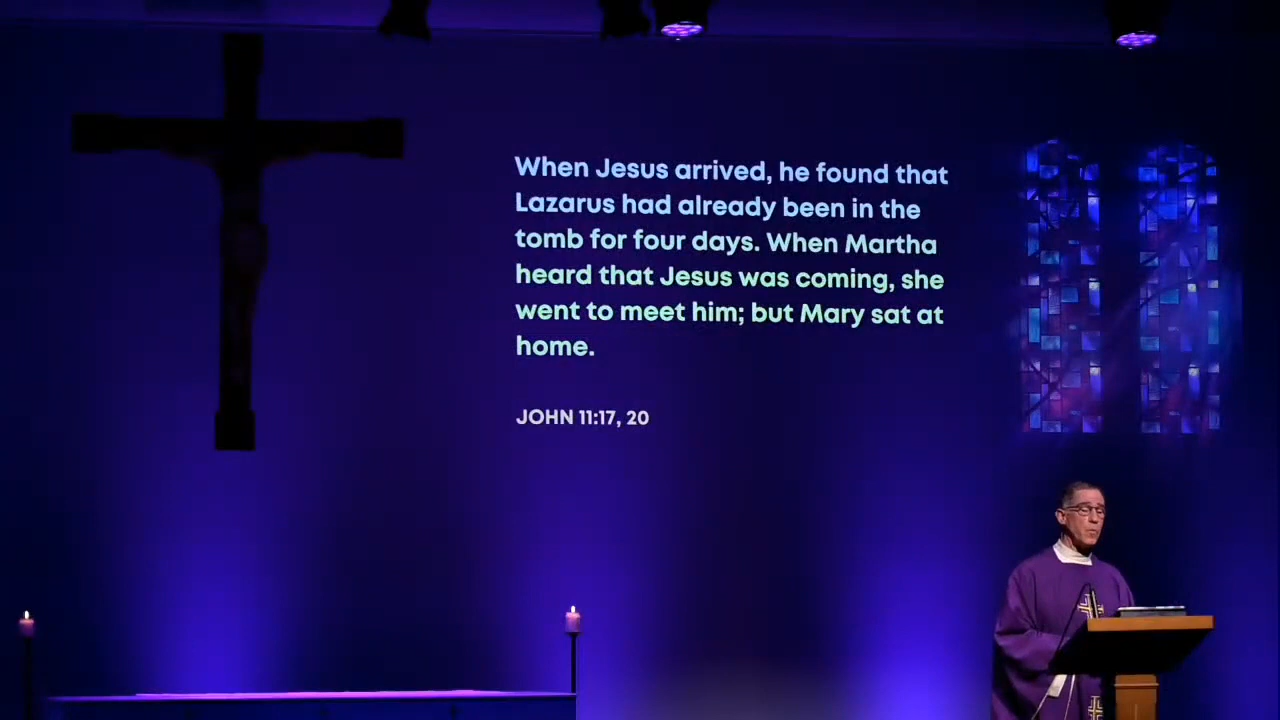 When Jesus arrived, he found that
Lazarus had already been in the
tomb for four days. When Martha
heard that Jesus was coming, she
went to meet him; but Mary sat at
home.
JOHN 11:17, 20